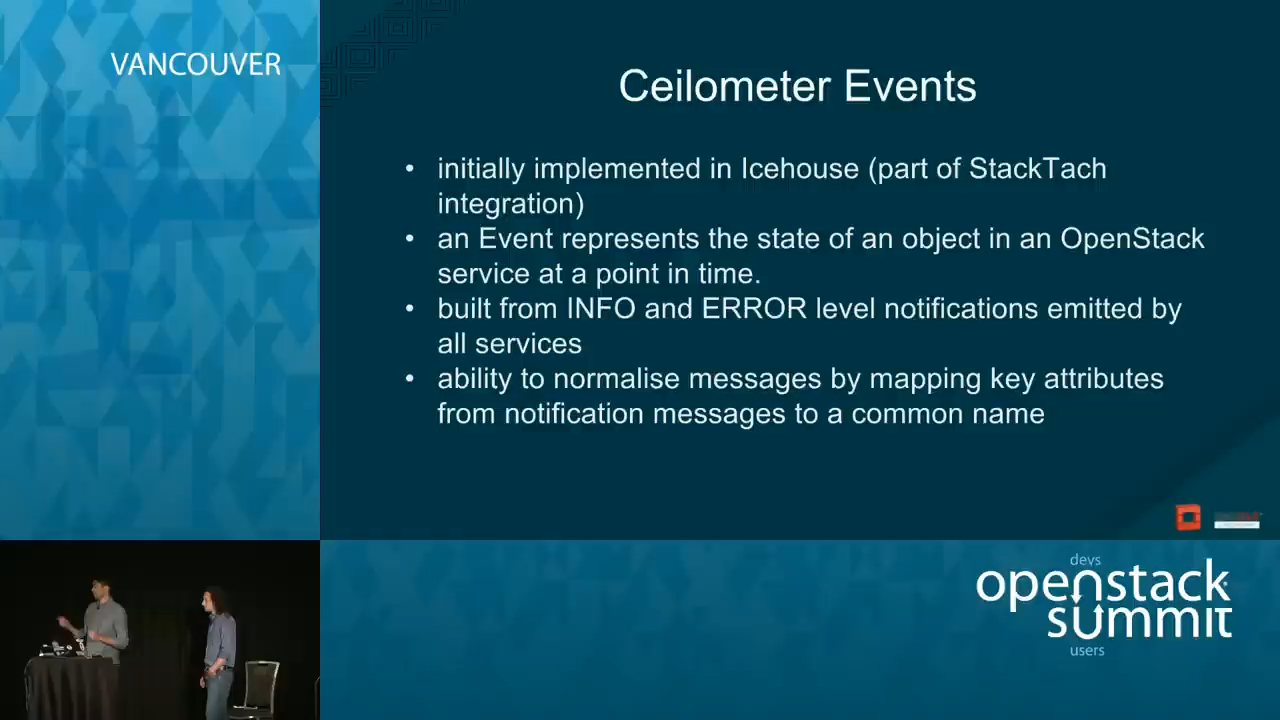 VANCOUVER
Ceilometer Events
• initially implemented in Icehouse (part of StackTach
integration)
• an Event represents the state of an object in an OpenStack
service at a point in time.
• built from INFO and ERROR level notifications emitted by
all services
• ability to normalise messages by mapping key attributes
from notification messages to a common name
devs
openstack
summit
users